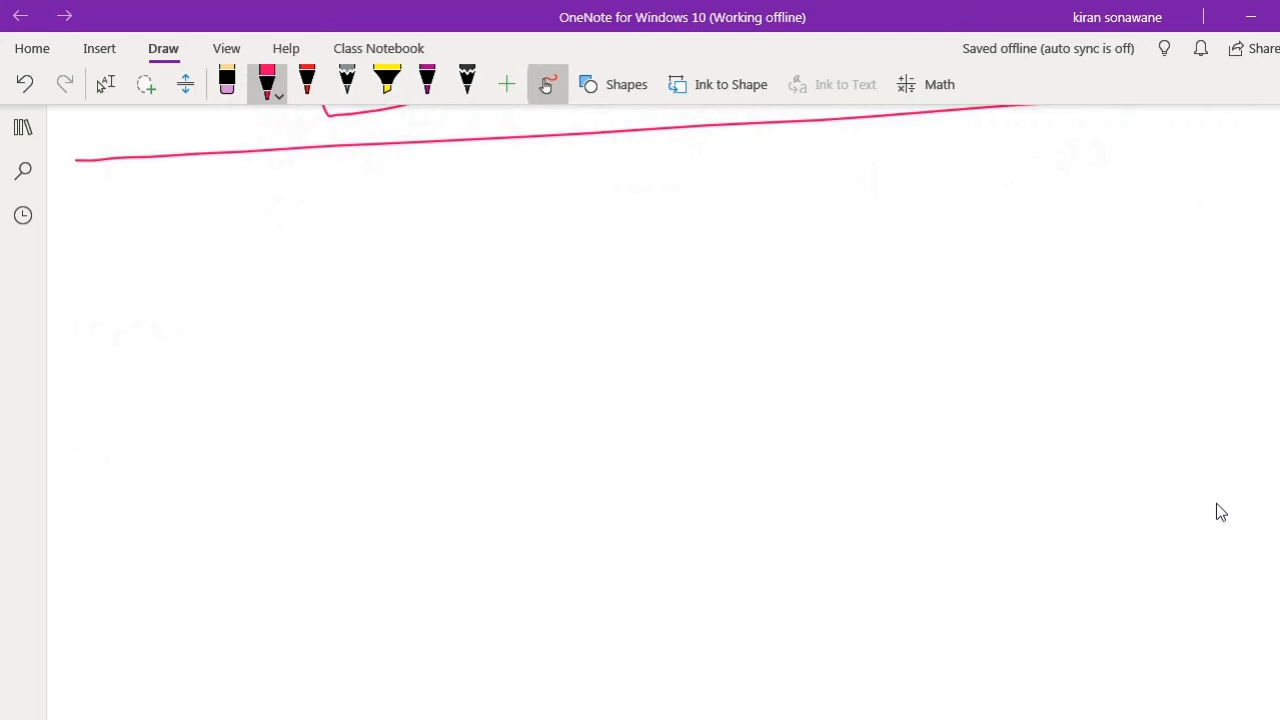 OneNote for Windows 10 (Working offline)
kiran sonawane
Home Insert Draw View Help Class Notebook
Saved offline (auto sync is off)
Share
Shapes Ink to Shape Ink to Text Math